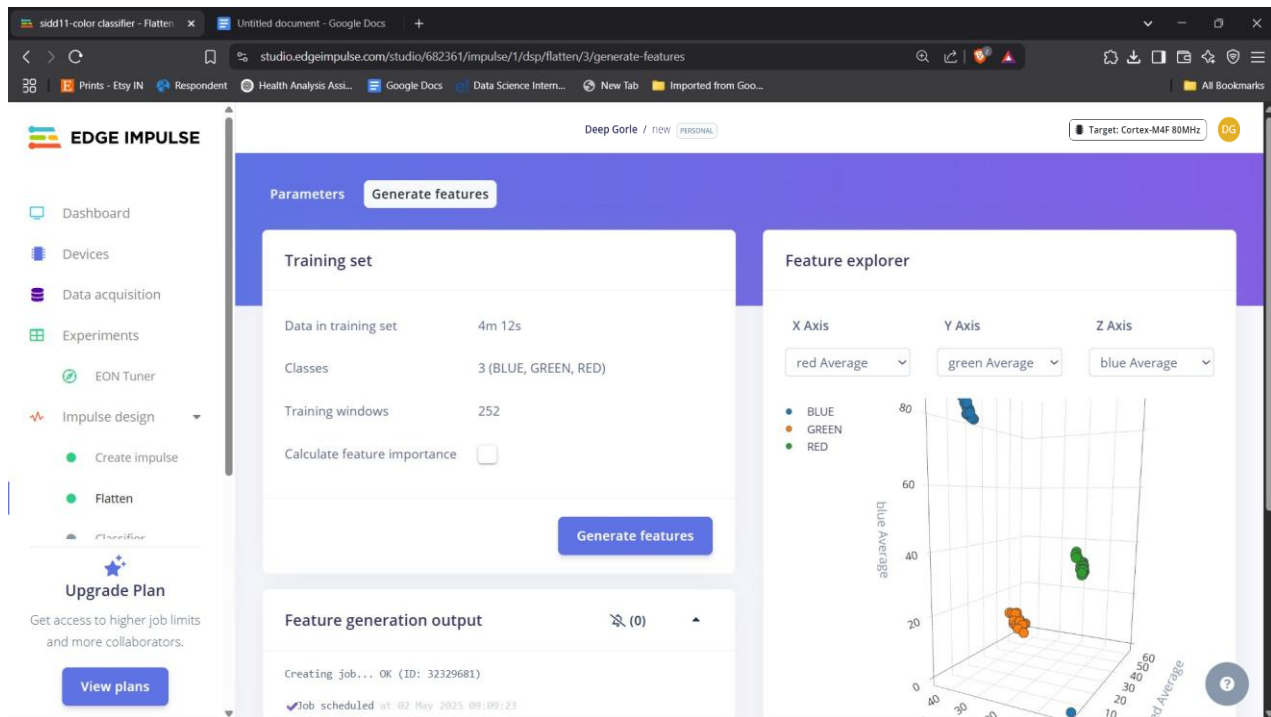 sidd11-color classifier - Flatten
Untitled document - Google Docs
studio.edgeimpulse.com/studio/682361/impulse/1/dsp/flatten/3/generate-features
Prints - Etsy IN
Respondent
Health Analysis Assi...
Google Docs
Data Science Intern...
New Tab
Imported from Goo...
All Bookmarks
EDGE IMPULSE
Deep Gorle / new PERSONAL
Target: Cortex-M4F 80MHz
DG
Dashboard
Devices
Data acquisition
Experiments
EON Tuner
Impulse design
Create impulse
Flatten
Classifier
Upgrade Plan
Get access to higher job limits
and more collaborators.
View plans
Parameters
Generate features
Training set
Data in training set 4m 12s
Classes 3 (BLUE, GREEN, RED)
Training windows 252
Calculate feature importance
Generate features
Feature generation output (0)
Creating job... OK (ID: 32329681)
Job scheduled at 02 May 2025 09:09:23
Feature explorer
X Axis Y Axis Z Axis
red Average green Average blue Average
BLUE
GREEN
RED
80
60
40
20
0
blue Average
40
30
60
50
40
30
20
10
Average
?